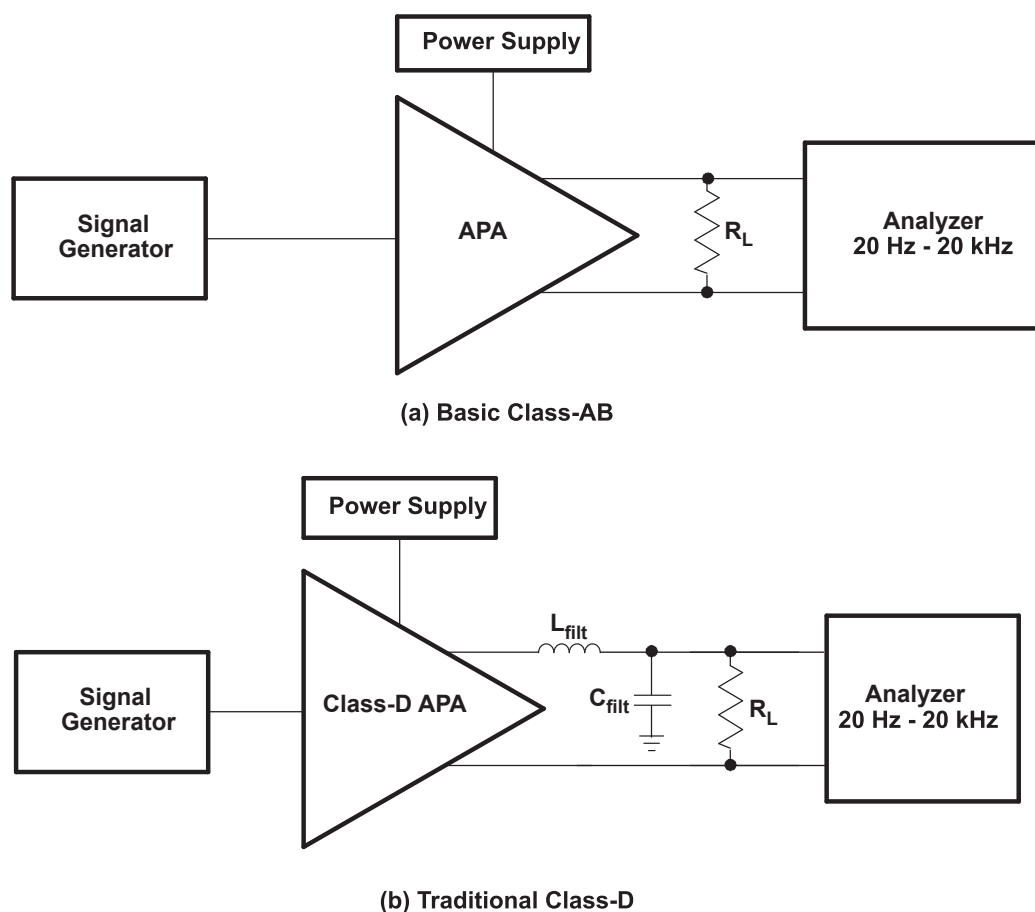 Power Supply
Signal
Generator
APA
R_L
Analyzer
20 Hz - 20 kHz
(a) Basic Class-AB
Power Supply
L_filt
Signal
Generator
Class-D APA
C_filt
R_L
Analyzer
20 Hz - 20 kHz
(b) Traditional Class-D